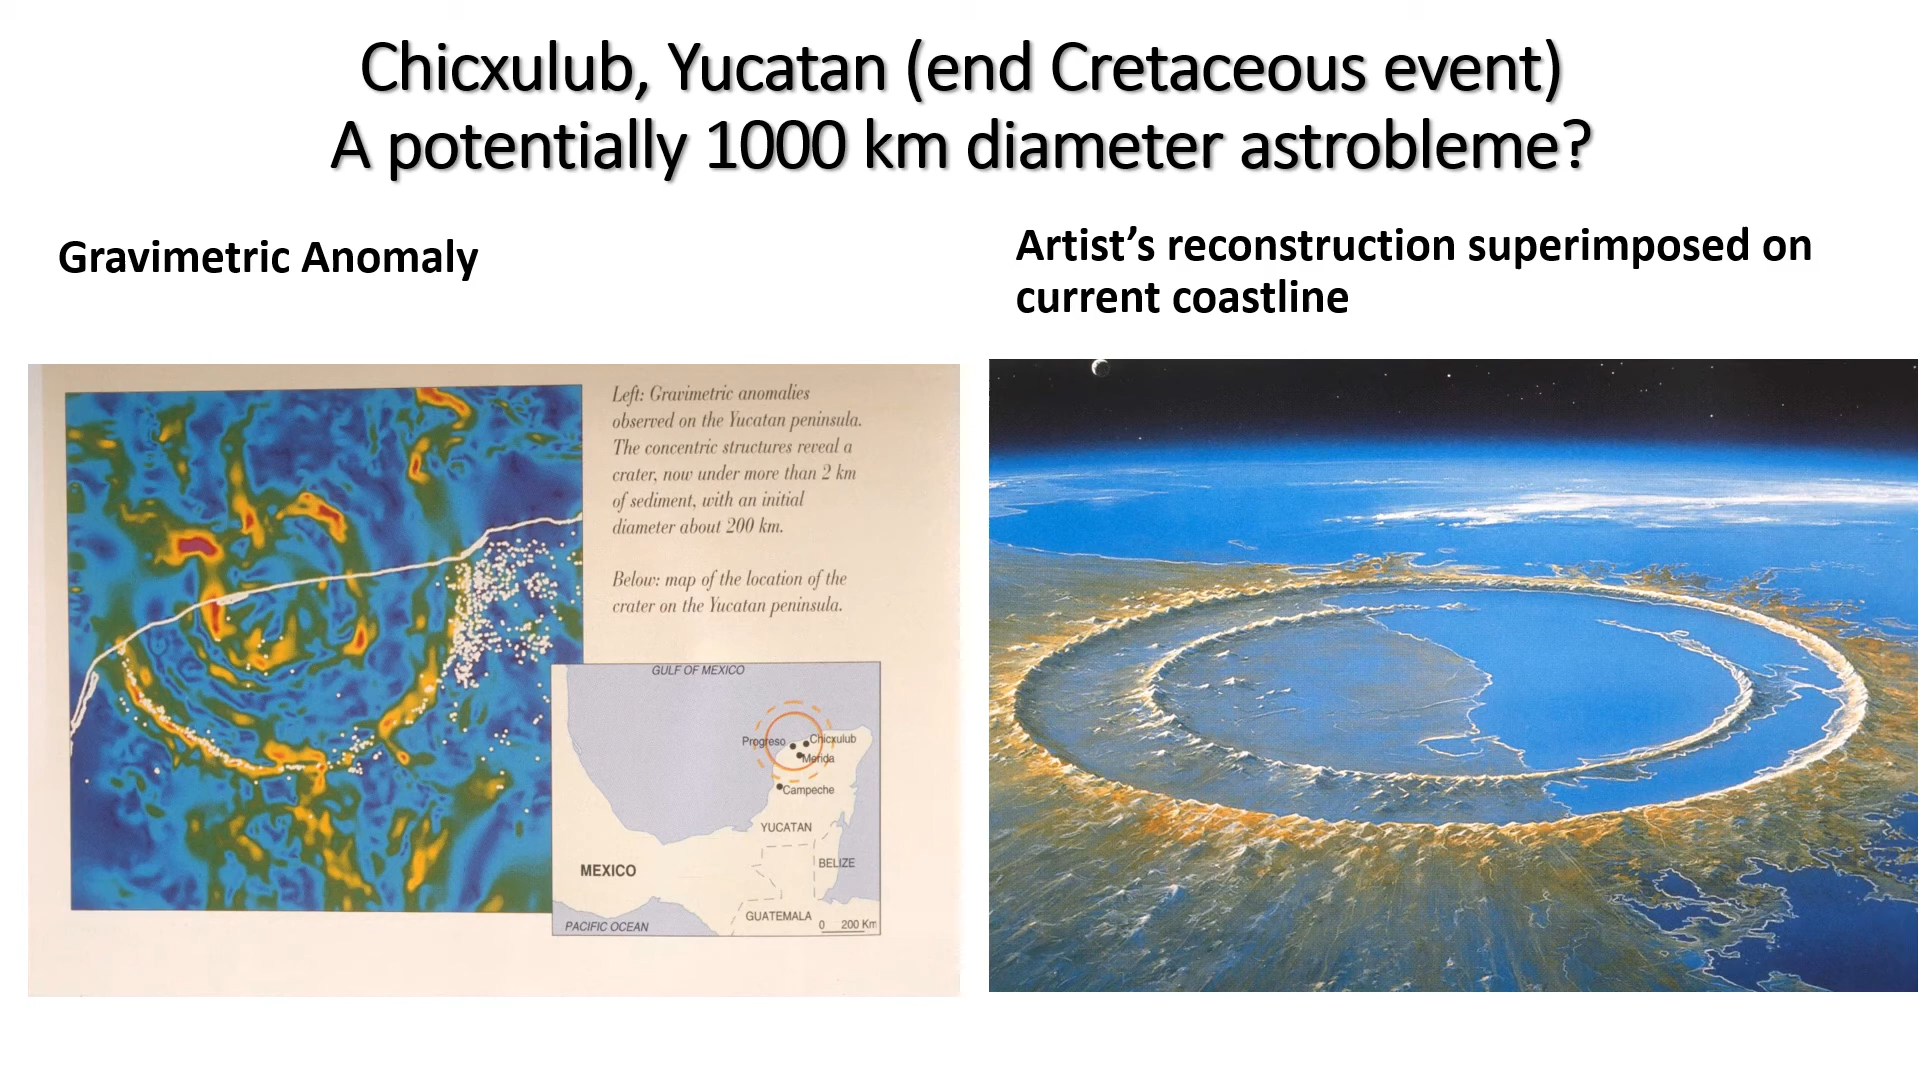 Chicxulub, Yucatan (end Cretaceous event)
A potentially 1000 km diameter astrobleme?
Gravimetric Anomaly
Artist’s reconstruction superimposed on
current coastline
Left: Gravimetric anomalies
observed on the Yucatan peninsula.
The concentric structures reveal a
crater, now under more than 2 km
of sediment, with an initial
diameter about 200 km.
Below: map of the location of the
crater on the Yucatan peninsula.
GULF OF MEXICO
Progreso
Chicxulub
Merida
Campeche
YUCATAN
BELIZE
MEXICO
GUATEMALA
PACIFIC OCEAN
0 200 Km